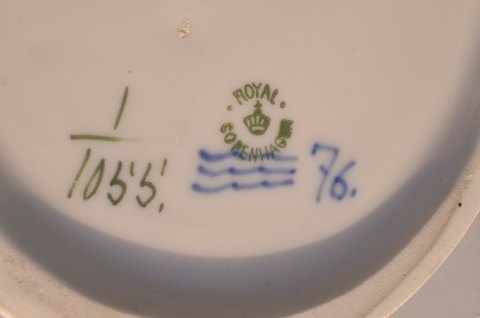 ROYAL
COPENHAGEN
1
1055.
76.